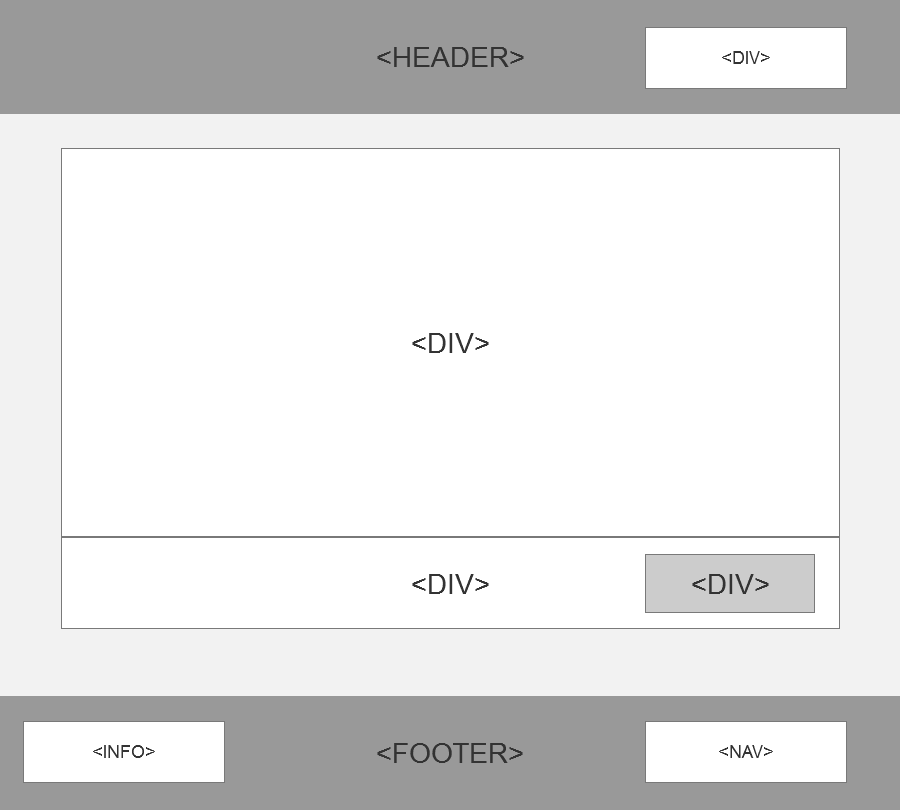 <HEADER>
<DIV>
<DIV>
<DIV>
<DIV>
<INFO>
<FOOTER>
<NAV>